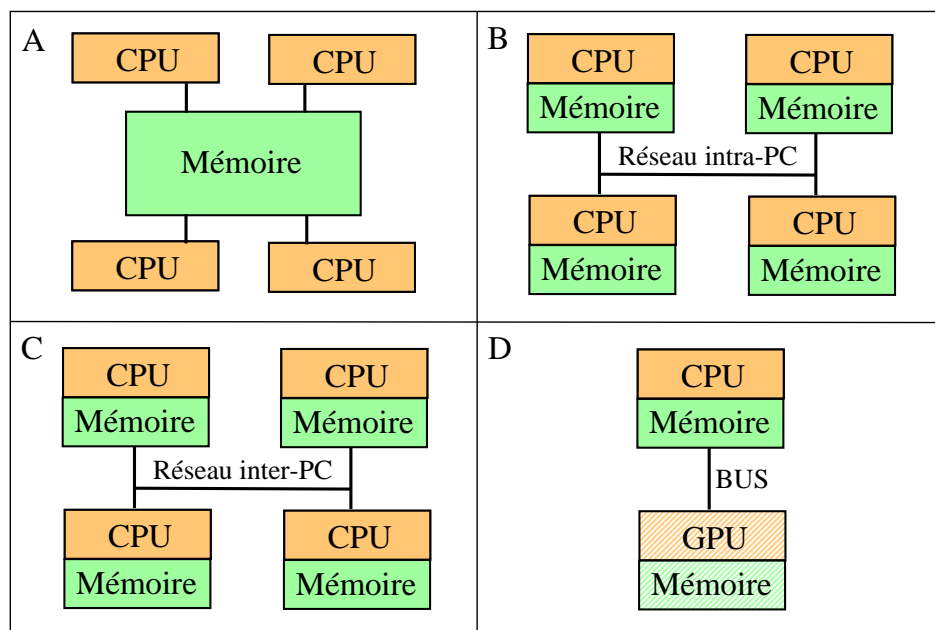 A
CPU
CPU
Mémoire
CPU
CPU
B
CPU
CPU
Mémoire
Mémoire
Réseau intra-PC
CPU
CPU
Mémoire
Mémoire
C
CPU
CPU
Mémoire
Mémoire
Réseau inter-PC
CPU
CPU
Mémoire
Mémoire
D
CPU
Mémoire
BUS
GPU
Mémoire